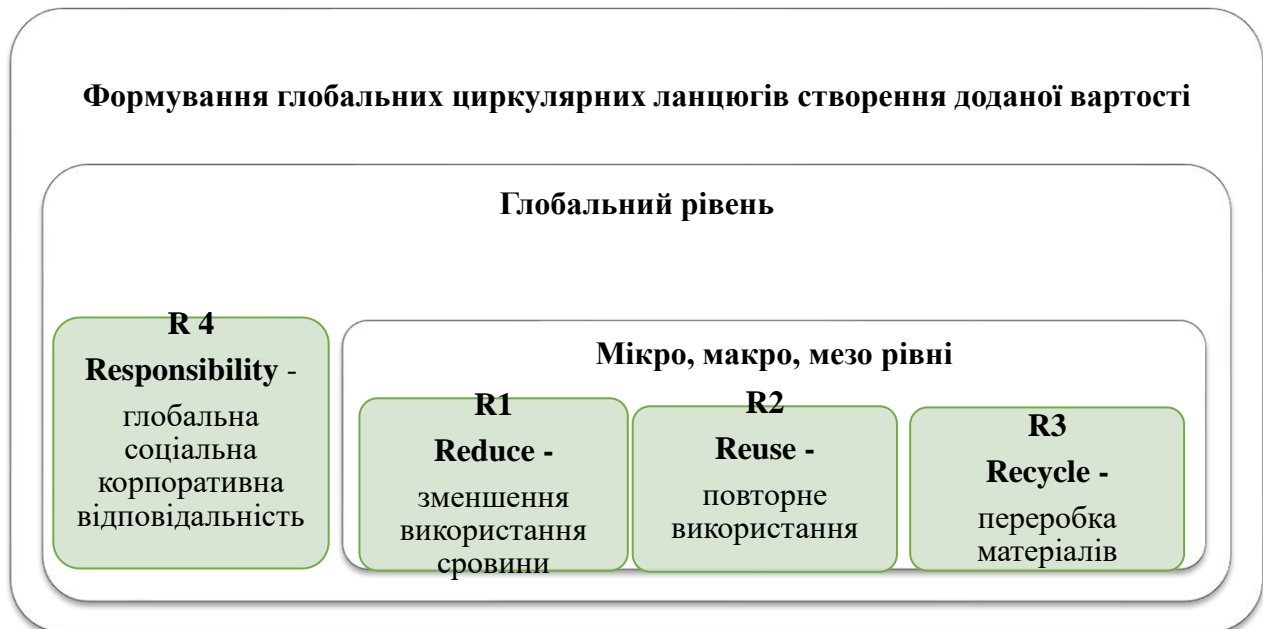 Формування глобальних циркулярних ланцюгів створення доданої вартості
Глобальний рівень
R 4
Responsibility -
глобальна
соціальна
корпоративна
відповідальність
Мікро, макро, мезо рівні
R1
Reduce -
зменшення
використання
сровини
R2
Reuse -
повторне
використання
R3
Recycle -
переробка
матеріалів